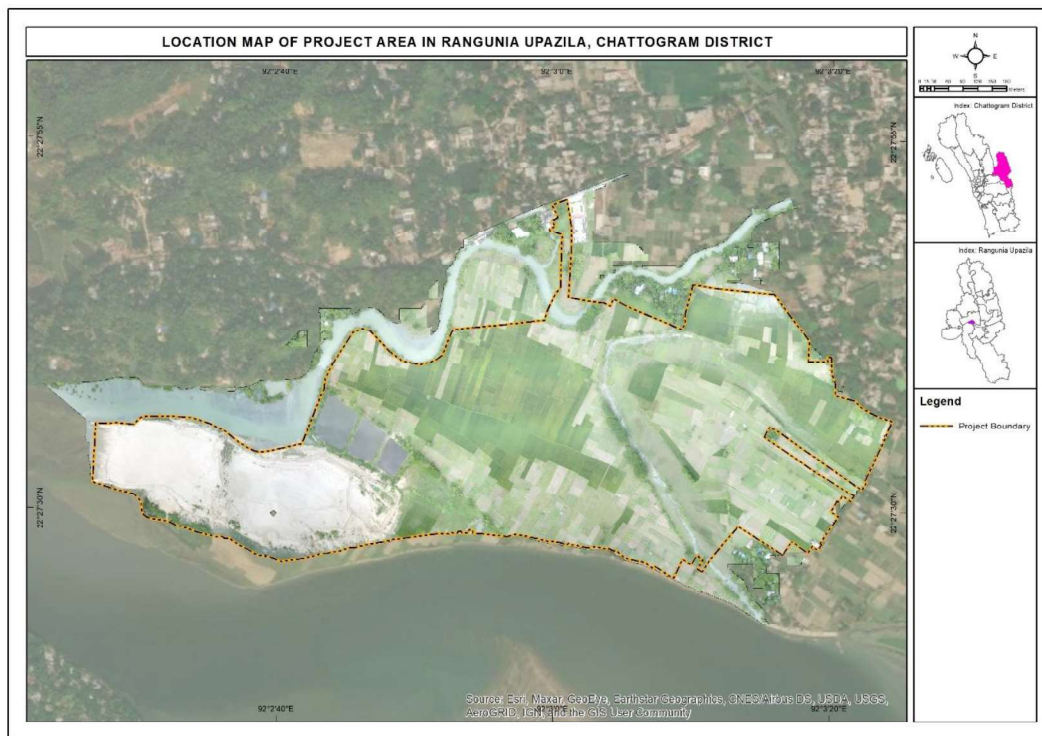 LOCATION MAP OF PROJECT AREA IN RANGUNIA UPAZILA, CHATTOGRAM DISTRICT
92°2'40"E
92°3'0"E
92°3'20"E
22°27'55"N
22°27'55"N
22°27'30"N
22°27'30"N
92°2'40"E
92°3'0"E
92°3'20"E
Source: Esri, Maxar, GeoEye, Earthstar Geographics, CNES/Airbus DS, USDA, USGS,
AeroGRID, IGN, and the GIS User Community
N
W E
S
Meters
Index: Chattogram District
Index: Rangunia Upazila
Legend
Project Boundary